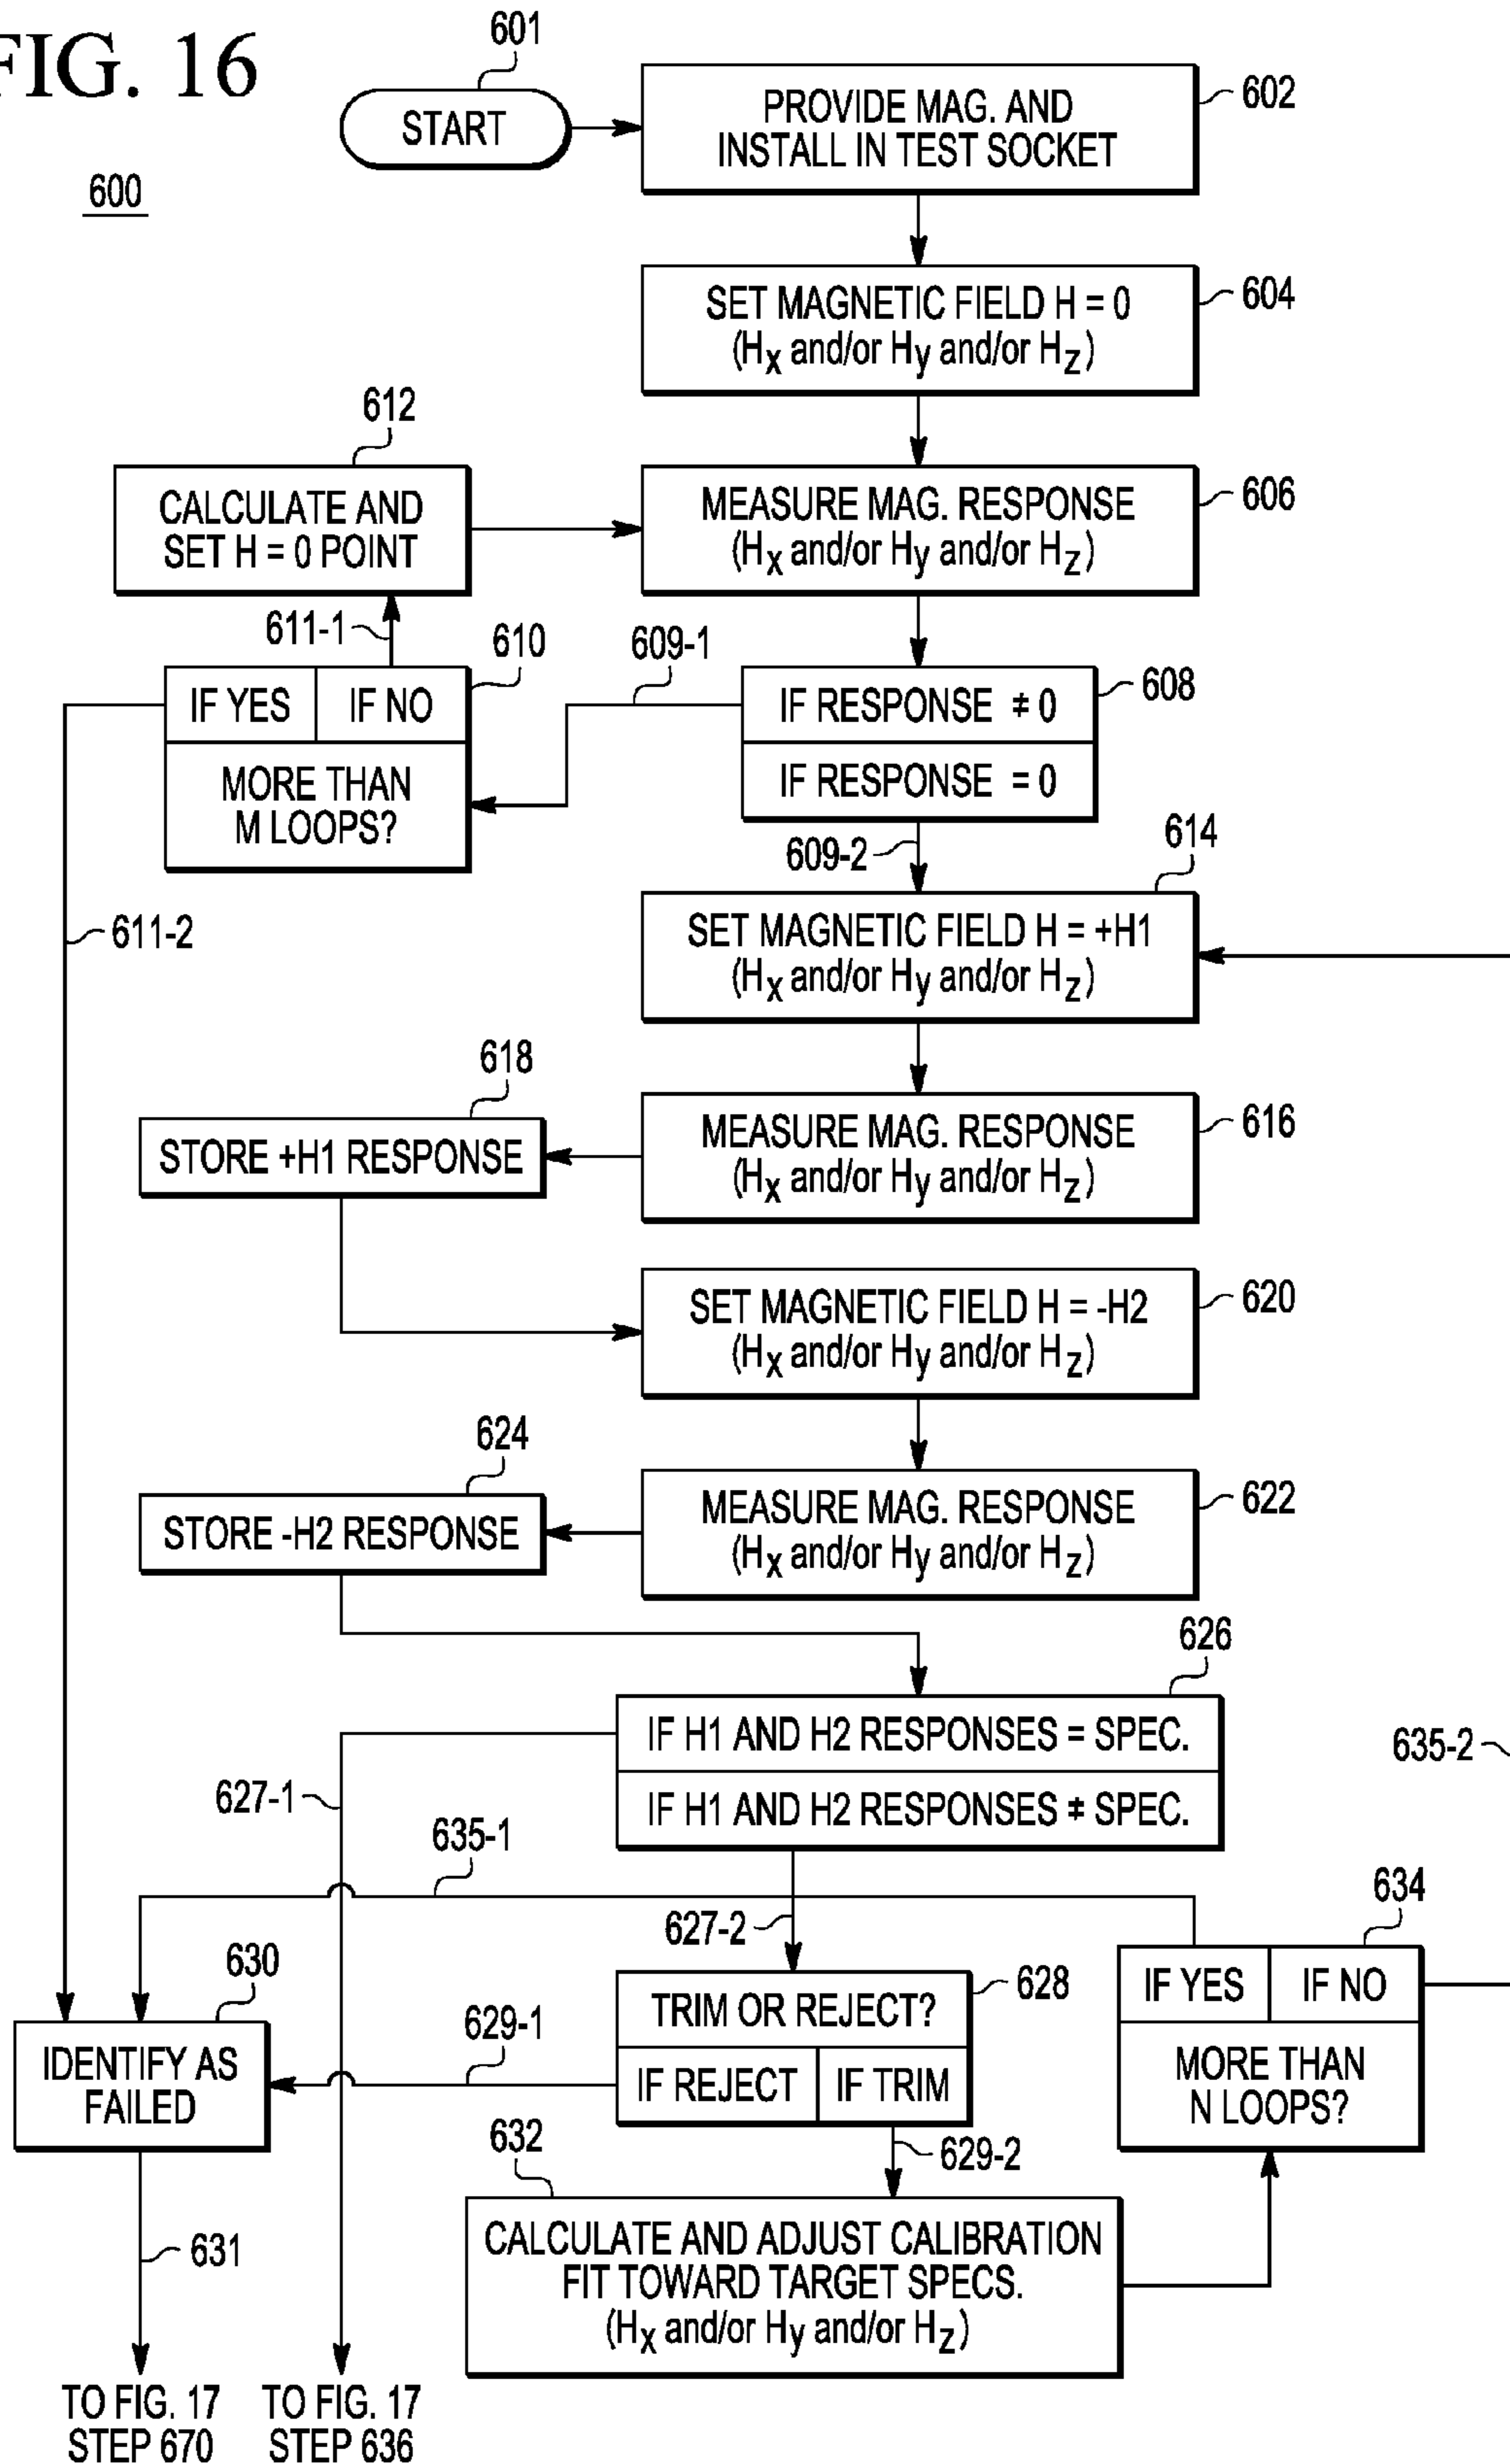 FIG. 16
600
601
START
602
PROVIDE MAG. AND
INSTALL IN TEST SOCKET
604
SET MAGNETIC FIELD H = 0
(Hx and/or Hy and/or Hz)
612
CALCULATE AND
SET H = 0 POINT
606
MEASURE MAG. RESPONSE
(Hx and/or Hy and/or Hz)
611-1
610
IF YES
IF NO
MORE THAN
M LOOPS?
609-1
608
IF RESPONSE ≠ 0
IF RESPONSE = 0
609-2
611-2
614
SET MAGNETIC FIELD H = +H1
(Hx and/or Hy and/or Hz)
618
STORE +H1 RESPONSE
616
MEASURE MAG. RESPONSE
(Hx and/or Hy and/or Hz)
620
SET MAGNETIC FIELD H = -H2
(Hx and/or Hy and/or Hz)
624
STORE -H2 RESPONSE
622
MEASURE MAG. RESPONSE
(Hx and/or Hy and/or Hz)
626
IF H1 AND H2 RESPONSES = SPEC.
IF H1 AND H2 RESPONSES ≠ SPEC.
635-2
627-1
635-1
627-2
634
IF YES
IF NO
MORE THAN
N LOOPS?
630
IDENTIFY AS
FAILED
629-1
628
TRIM OR REJECT?
IF REJECT
IF TRIM
629-2
632
CALCULATE AND ADJUST CALIBRATION
FIT TOWARD TARGET SPECS.
(Hx and/or Hy and/or Hz)
631
TO FIG. 17
STEP 670
TO FIG. 17
STEP 636